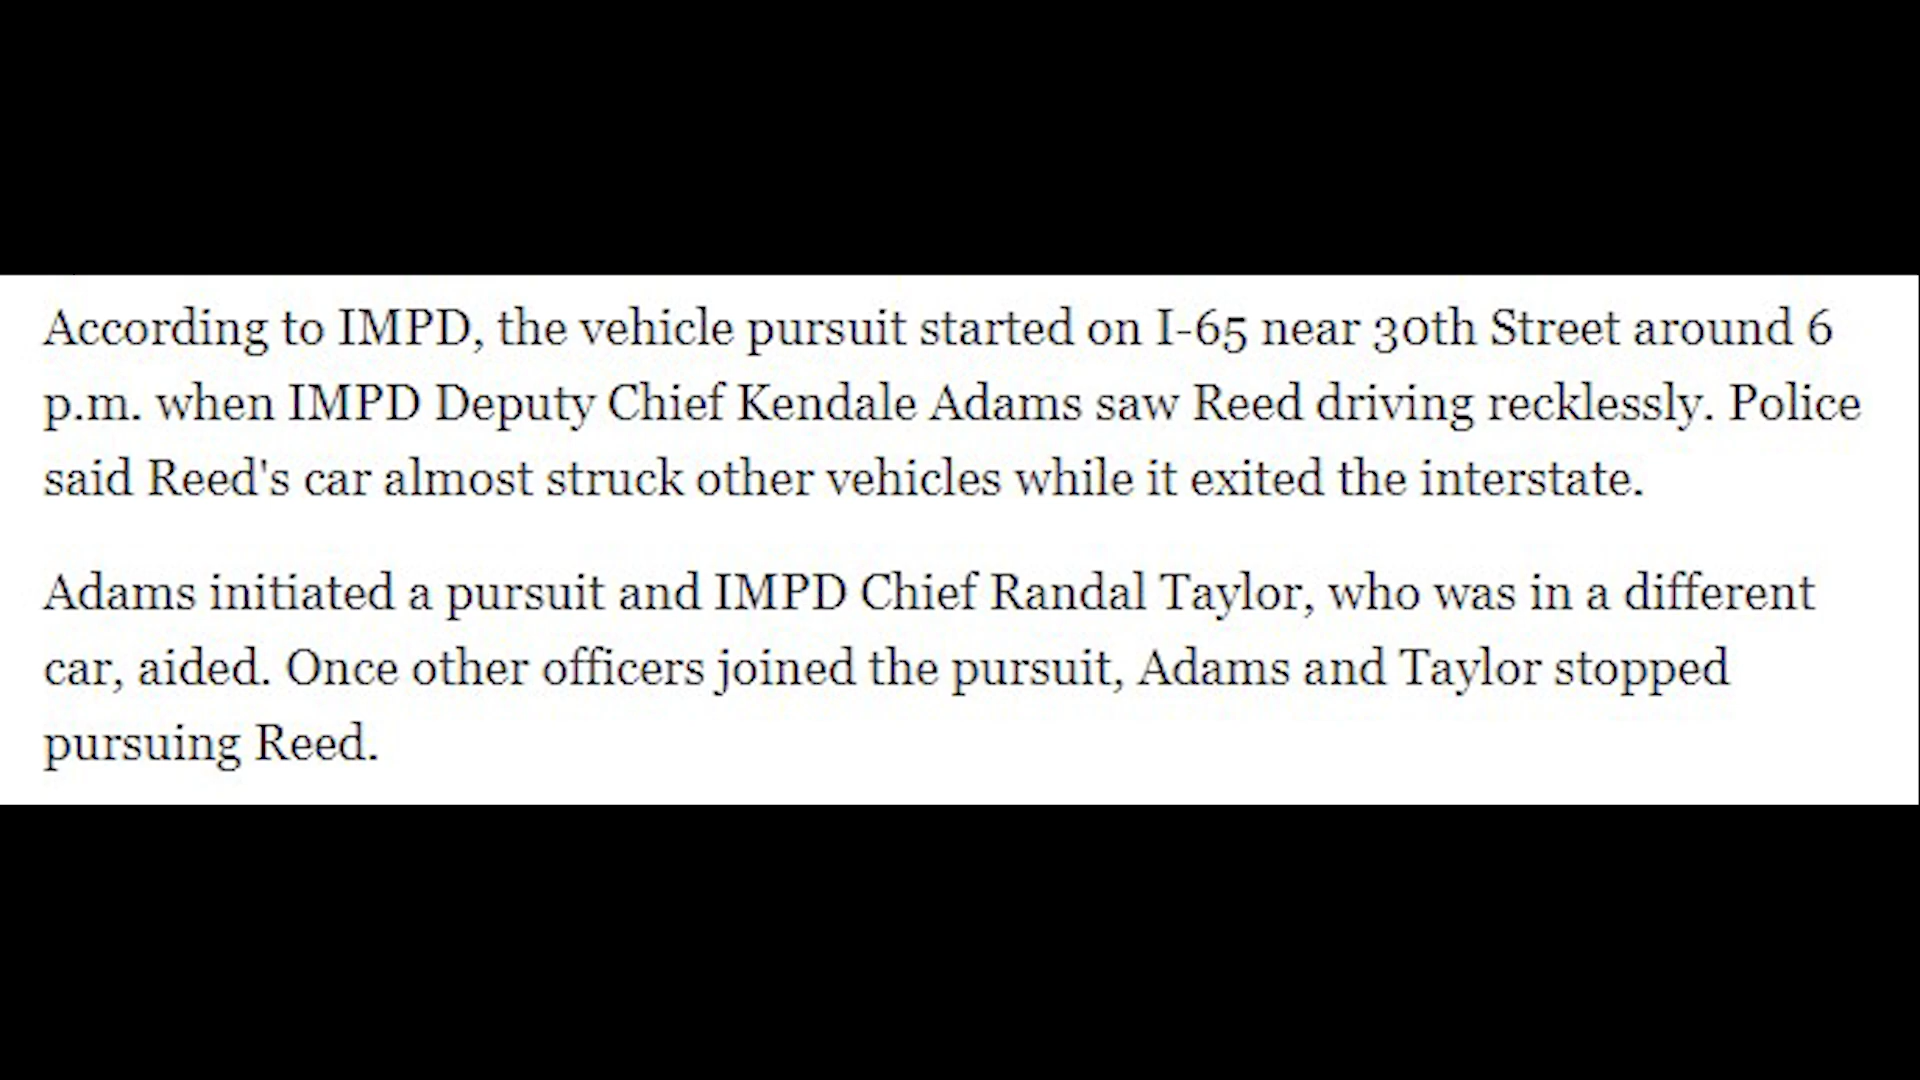 According to IMPD, the vehicle pursuit started on I-65 near 30th Street around 6
p.m. when IMPD Deputy Chief Kendale Adams saw Reed driving recklessly. Police
said Reed's car almost struck other vehicles while it exited the interstate.
Adams initiated a pursuit and IMPD Chief Randal Taylor, who was in a different
car, aided. Once other officers joined the pursuit, Adams and Taylor stopped
pursuing Reed.